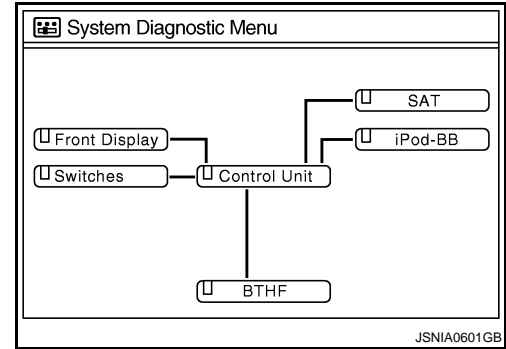 System Diagnostic Menu
SAT
Front Display
iPod-BB
Switches
Control Unit
BTHF
JSNIA0601GB